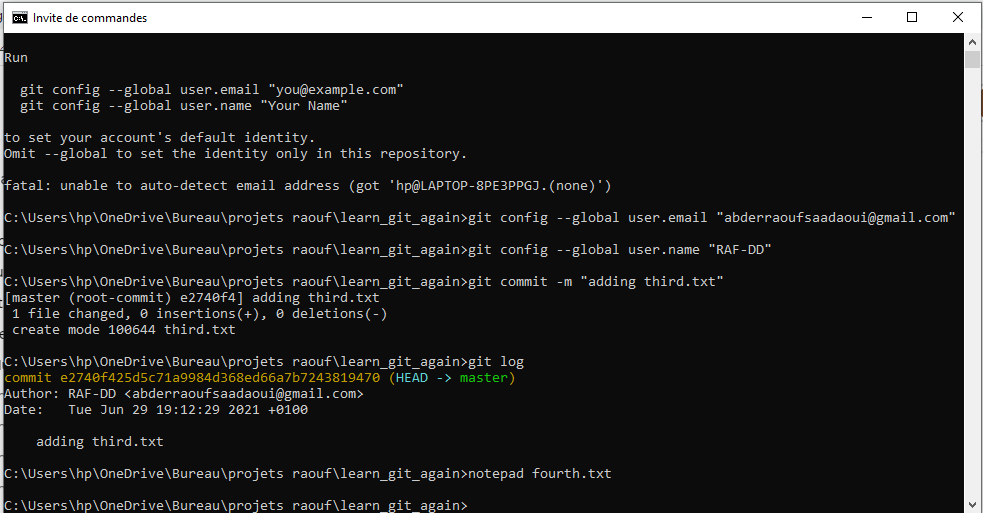 Invite de commandes
Run
git config --global user.email "you@example.com"
git config --global user.name "Your Name"
to set your account's default identity.
Omit --global to set the identity only in this repository.
fatal: unable to auto-detect email address (got 'hp@LAPTOP-8PE3PPGJ.(none)')
C:\Users\hp\OneDrive\Bureau\projets raouf\learn_git_again>git config --global user.email "abderraoufsaadaoui@gmail.com"
C:\Users\hp\OneDrive\Bureau\projets raouf\learn_git_again>git config --global user.name "RAF-DD"
C:\Users\hp\OneDrive\Bureau\projets raouf\learn_git_again>git commit -m "adding third.txt"
[master (root-commit) e2740f4] adding third.txt
1 file changed, 0 insertions(+), 0 deletions(-)
create mode 100644 third.txt
C:\Users\hp\OneDrive\Bureau\projets raouf\learn_git_again>git log
commit e2740f425d5c71a9984d368ed66a7b7243819470 (HEAD -> master)
Author: RAF-DD <abderraoufsaadaoui@gmail.com>
Date:   Tue Jun 29 19:12:29 2021 +0100
adding third.txt
C:\Users\hp\OneDrive\Bureau\projets raouf\learn_git_again>notepad fourth.txt
C:\Users\hp\OneDrive\Bureau\projets raouf\learn_git_again>